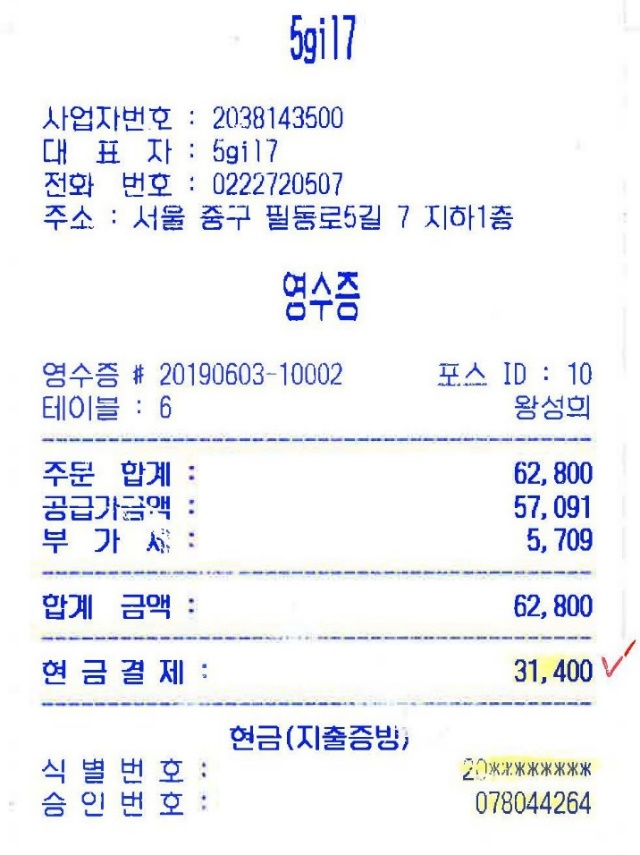 5gil7
사업자번호 : 2038143500
대 표 자 : 5gil7
전화 번호 : 0222720507
주소 : 서울 중구 필동로5길 7 지하1층
영수증
영수증 # 20190603-10002 포스 ID : 10
테이블 : 6 왕성희
주문 합계 : 62,800
공급가금액 : 57,091
부 가 세 : 5,709
합계 금액 : 62,800
현 금 결 제 : 31,400
현금(지출증빙)
식 별 번 호 : 20********
승 인 번 호 : 078044264